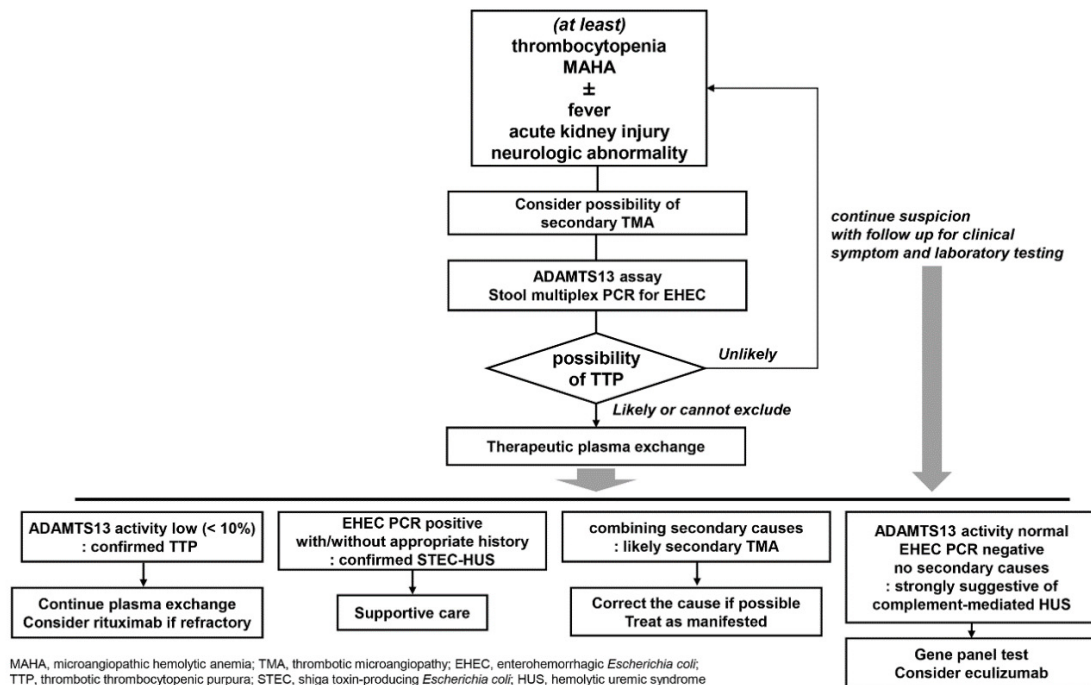 (at least)
thrombocytopenia
MAHA
±
fever
acute kidney injury
neurologic abnormality
Consider possibility of
secondary TMA
continue suspicion
with follow up for clinical
symptom and laboratory testing
ADAMTS13 assay
Stool multiplex PCR for EHEC
possibility
of TTP
Unlikely
Likely or cannot exclude
Therapeutic plasma exchange
ADAMTS13 activity low (< 10%)
: confirmed TTP
Continue plasma exchange
Consider rituximab if refractory
EHEC PCR positive
with/without appropriate history
: confirmed STEC-HUS
Supportive care
combining secondary causes
: likely secondary TMA
Correct the cause if possible
Treat as manifested
ADAMTS13 activity normal
EHEC PCR negative
no secondary causes
: strongly suggestive of
complement-mediated HUS
Gene panel test
Consider eculizumab
MAHA, microangiopathic hemolytic anemia; TMA, thrombotic microangiopathy; EHEC, enterohemorrhagic Escherichia coli;
TTP, thrombotic thrombocytopenic purpura; STEC, shiga toxin-producing Escherichia coli; HUS, hemolytic uremic syndrome